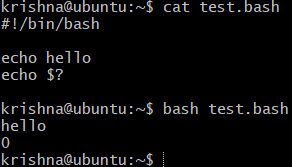 krishna@ubuntu:~$ cat test.bash
#!/bin/bash

echo hello
echo $?

krishna@ubuntu:~$ bash test.bash
hello
0
krishna@ubuntu:~$